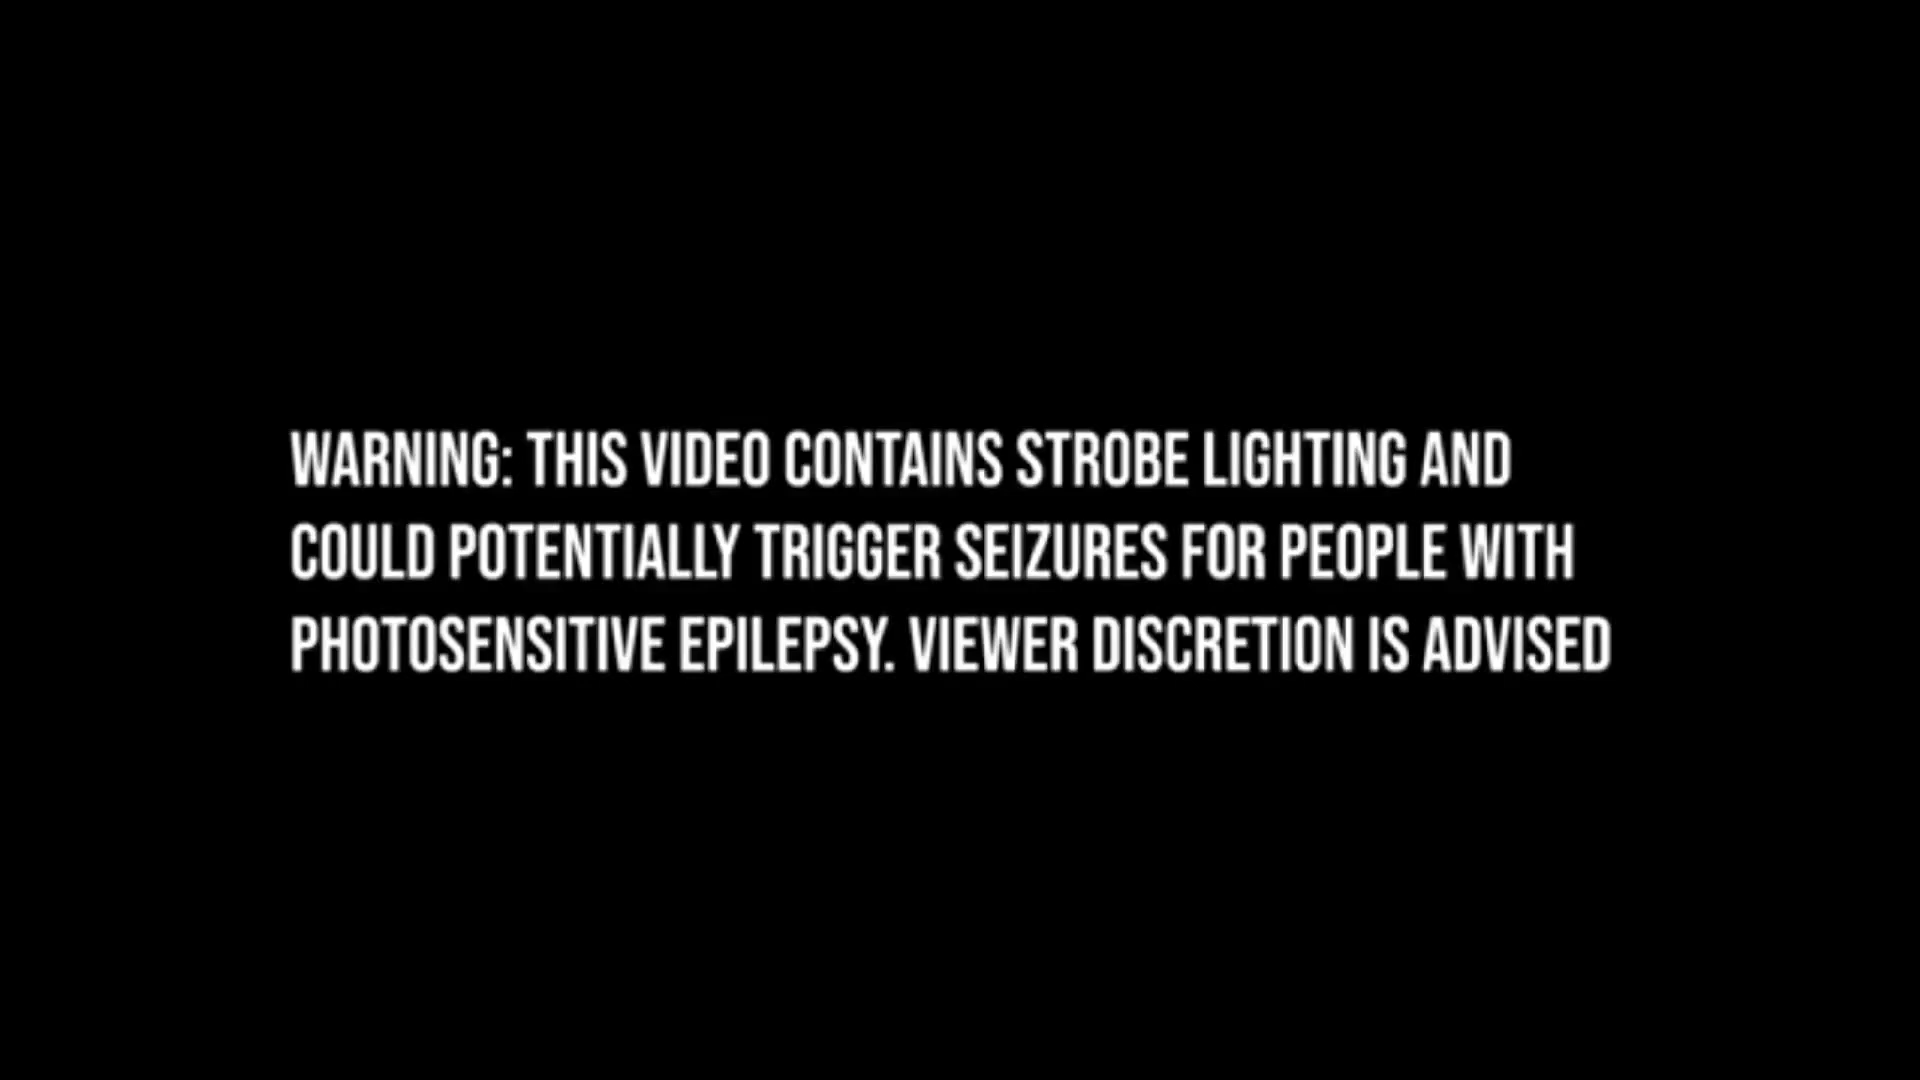 WARNING: THIS VIDEO CONTAINS STROBE LIGHTING AND
COULD POTENTIALLY TRIGGER SEIZURES FOR PEOPLE WITH
PHOTOSENSITIVE EPILEPSY. VIEWER DISCRETION IS ADVISED